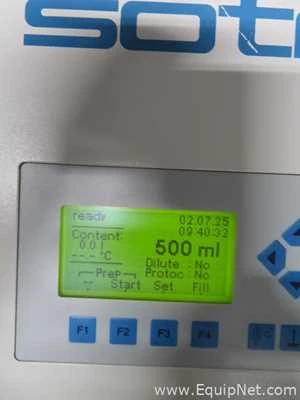 sot
ready 02.07.25
09:40:32
Content:
0.0 l 500 ml
---°C Dilute : No
Prep Protoc : No
Start Set Fill
F1 F2 F3 F4
www.EquipNet.com